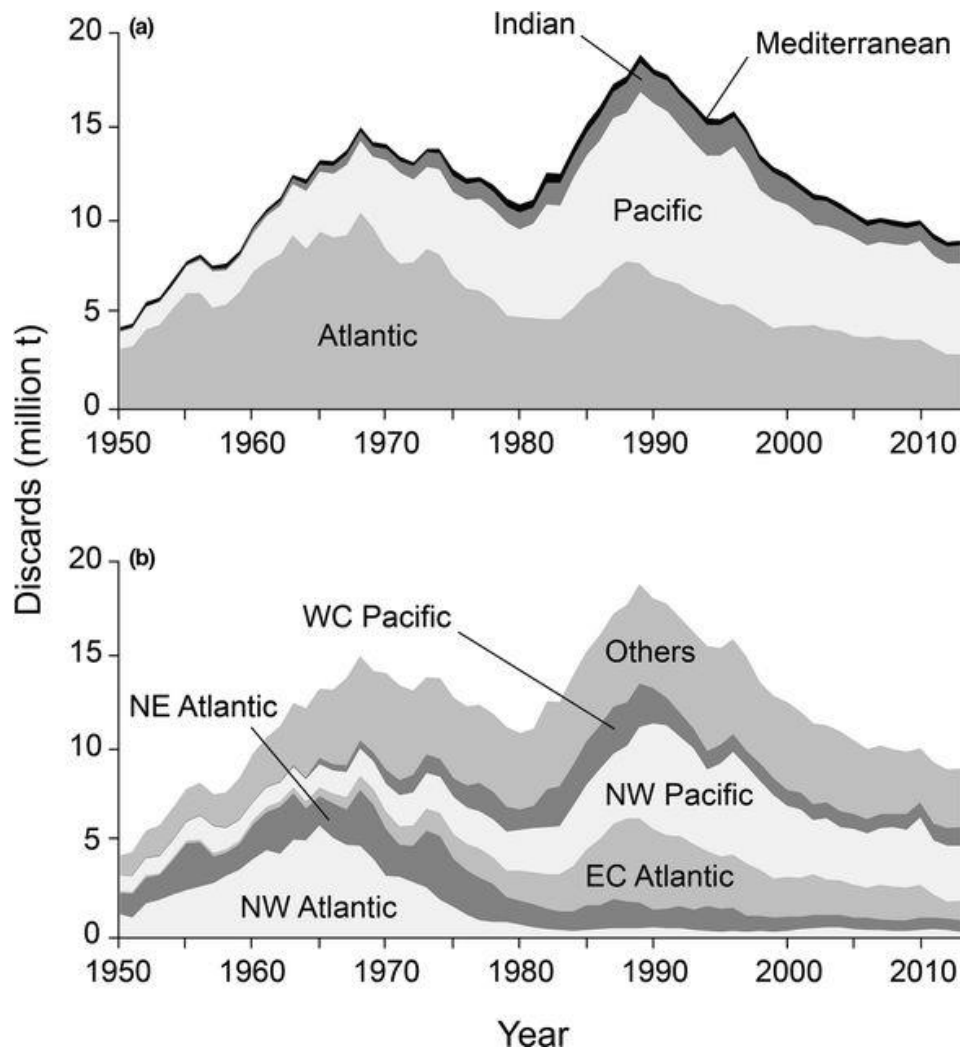 (a)
Indian
Mediterranean
20
15
10
5
0
Pacific
Atlantic
1950 1960 1970 1980 1990 2000 2010
Discards (million t)
(b)
20
15
10
5
0
WC Pacific
Others
NE Atlantic
NW Pacific
EC Atlantic
NW Atlantic
1950 1960 1970 1980 1990 2000 2010
Year